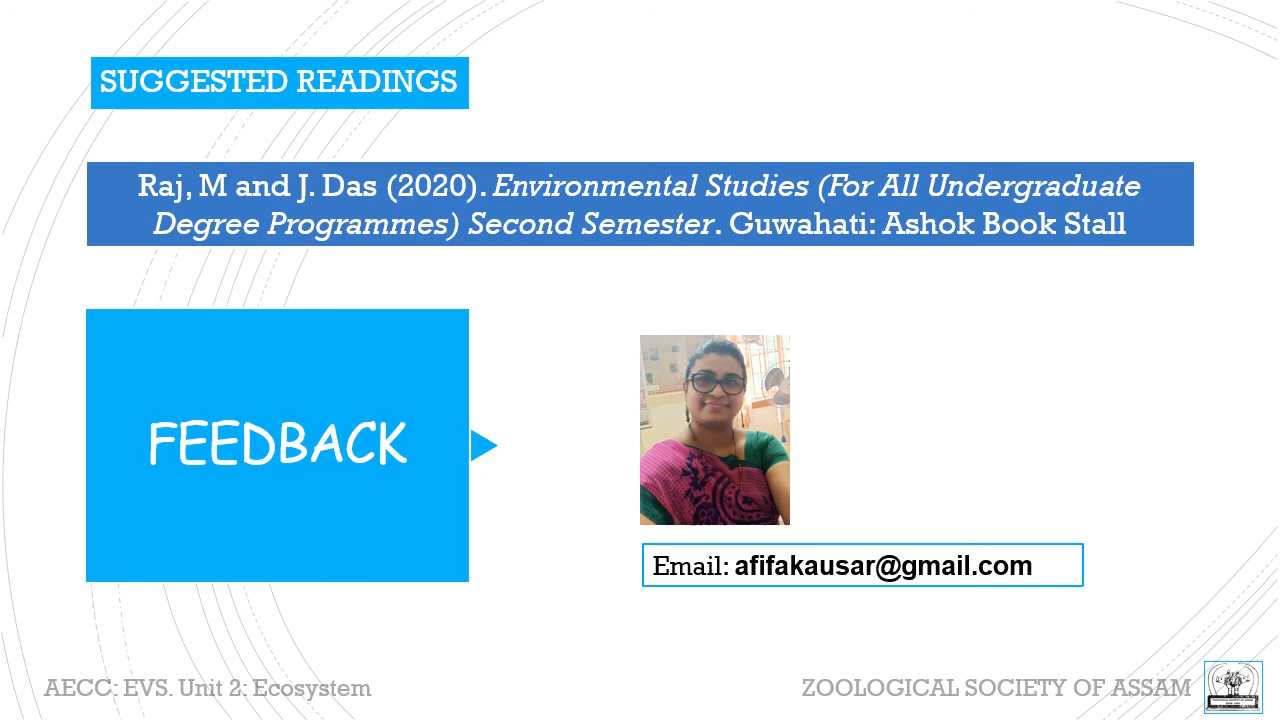 SUGGESTED READINGS
Raj, M and J. Das (2020). Environmental Studies (For All Undergraduate
Degree Programmes) Second Semester. Guwahati: Ashok Book Stall
FEEDBACK
Email: afifakausar@gmail.com
AECC: EVS. Unit 2: Ecosystem
ZOOLOGICAL SOCIETY OF ASSAM